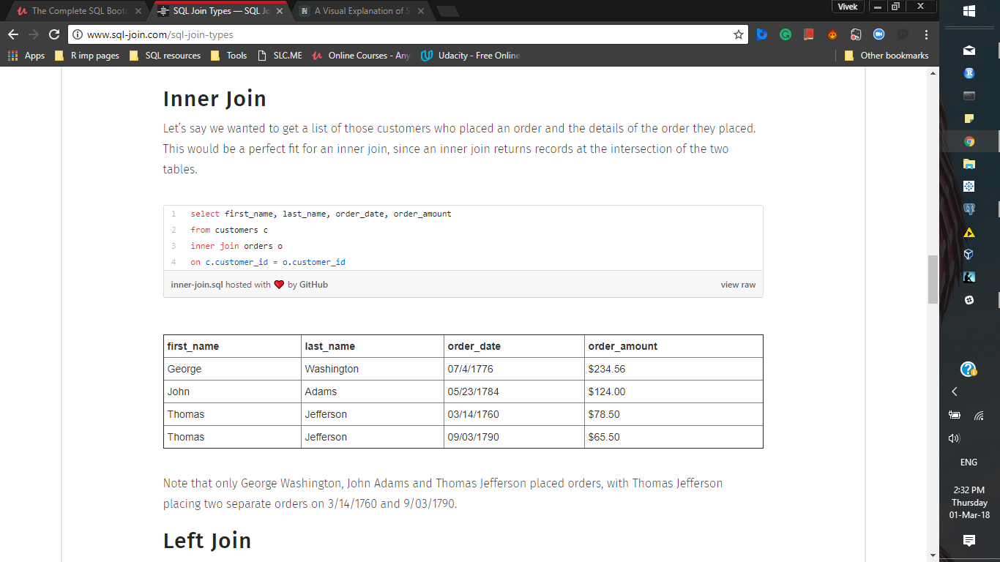 The Complete SQL Boot
SQL Join Types — SQL Jo
A Visual Explanation of S
Vivek
www.sql-join.com/sql-join-types
Apps
R imp pages
SQL resources
Tools
SLC.ME
Online Courses - Any
Udacity - Free Online
Other bookmarks
Inner Join
Let's say we wanted to get a list of those customers who placed an order and the details of the order they placed.
This would be a perfect fit for an inner join, since an inner join returns records at the intersection of the two
tables.
1 select first_name, last_name, order_date, order_amount
2 from customers c
3 inner join orders o
4 on c.customer_id = o.customer_id
inner-join.sql hosted with ❤ by GitHub view raw
first_name last_name order_date order_amount
George Washington 07/4/1776 $234.56
John Adams 05/23/1784 $124.00
Thomas Jefferson 03/14/1760 $78.50
Thomas Jefferson 09/03/1790 $65.50
Note that only George Washington, John Adams and Thomas Jefferson placed orders, with Thomas Jefferson
placing two separate orders on 3/14/1760 and 9/03/1790.
Left Join
ENG
2:32 PM
Thursday
01-Mar-18